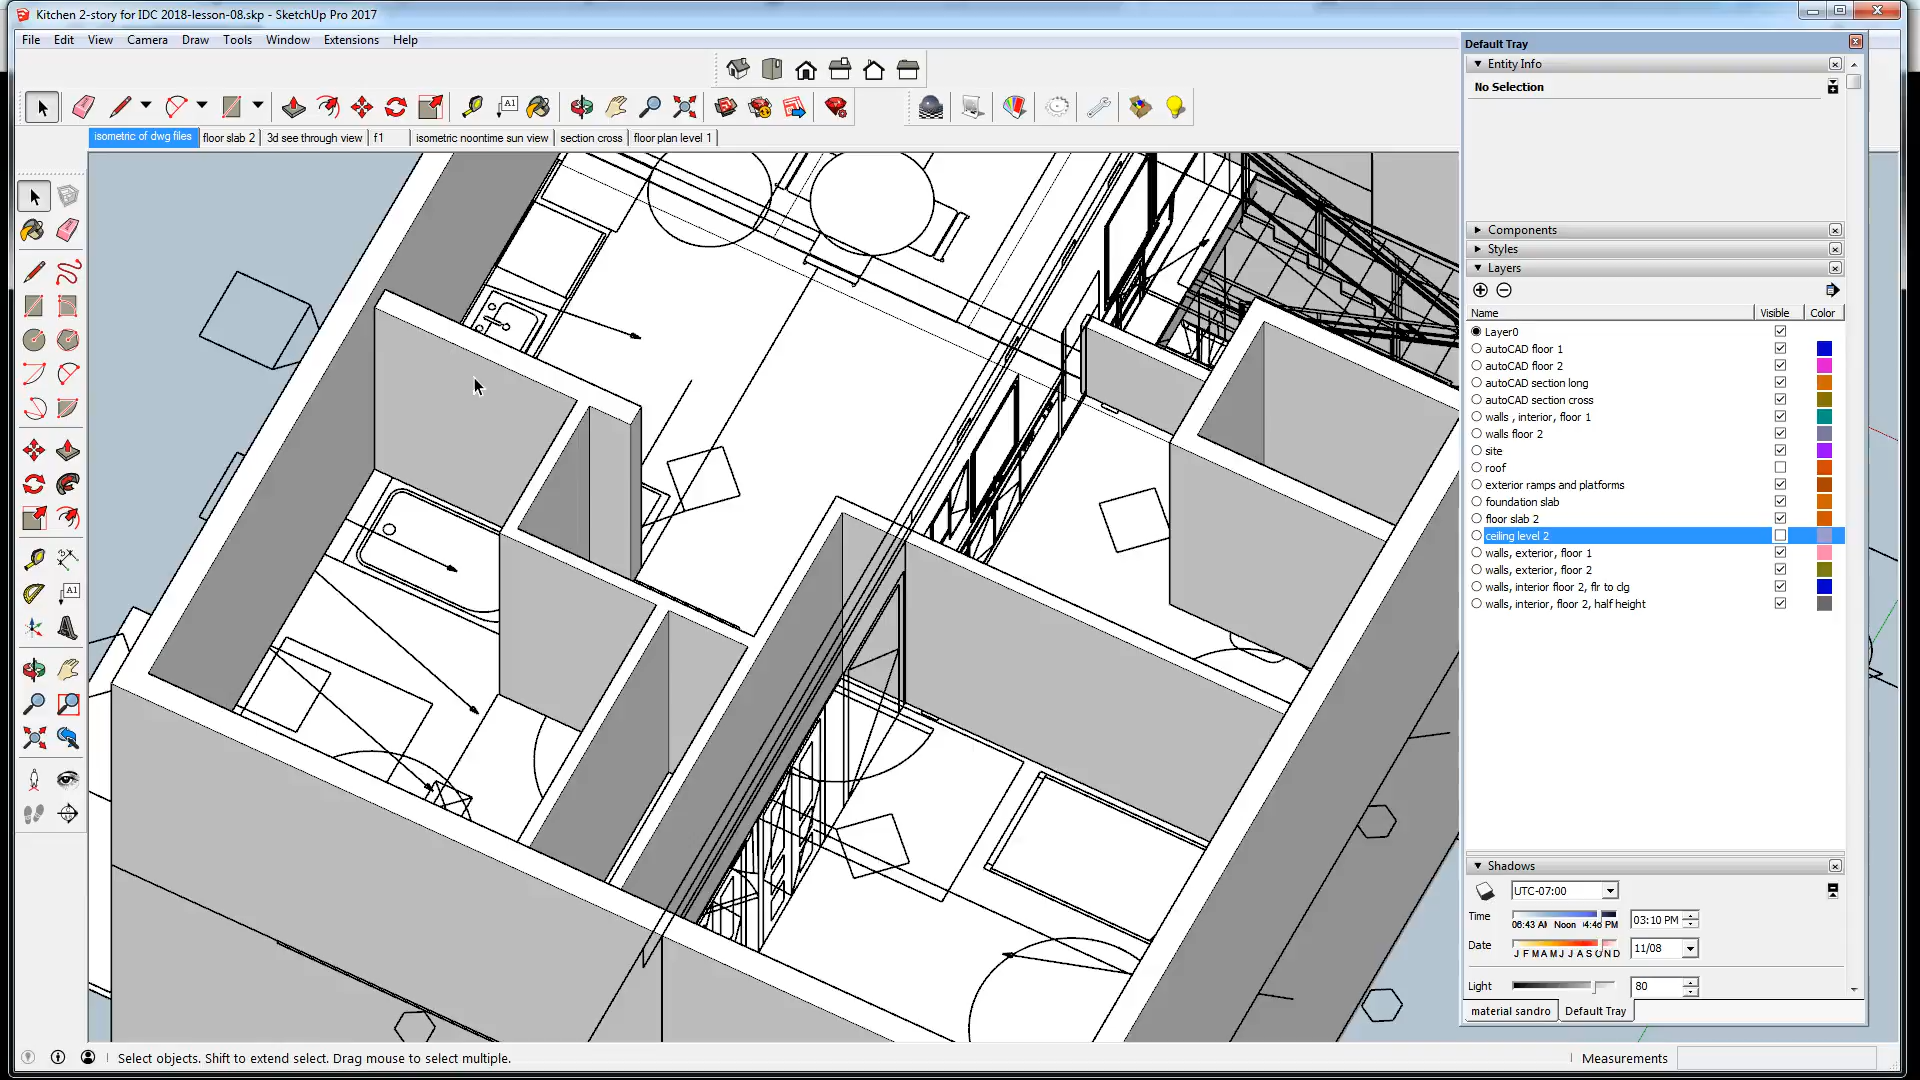 Kitchen 2-story for IDC 2018-lesson-08.skp - SketchUp Pro 2017
File Edit View Camera Draw Tools Window Extensions Help
Default Tray
Entity Info
No Selection
A1
isometric of dwg files floor slab 2 3d see through view f1 isometric noontime sun view section cross floor plan level 1
Components
Styles
Layers
Name Visible Color
Layer0
autoCAD floor 1
autoCAD floor 2
autoCAD section long
autoCAD section cross
walls , interior, floor 1
walls floor 2
site
roof
exterior ramps and platforms
foundation slab
floor slab 2
ceiling level 2
walls, exterior, floor 1
walls, exterior, floor 2
walls, interior floor 2, flr to clg
A1
walls, interior, floor 2, half height
Shadows
UTC-07:00
Time 03:10 PM
06:43 AM Noon 04:46 PM
Date 11/08
J F M A M J J A S O N D
Light 80
material sandro Default Tray
Select objects. Shift to extend select. Drag mouse to select multiple.
Measurements